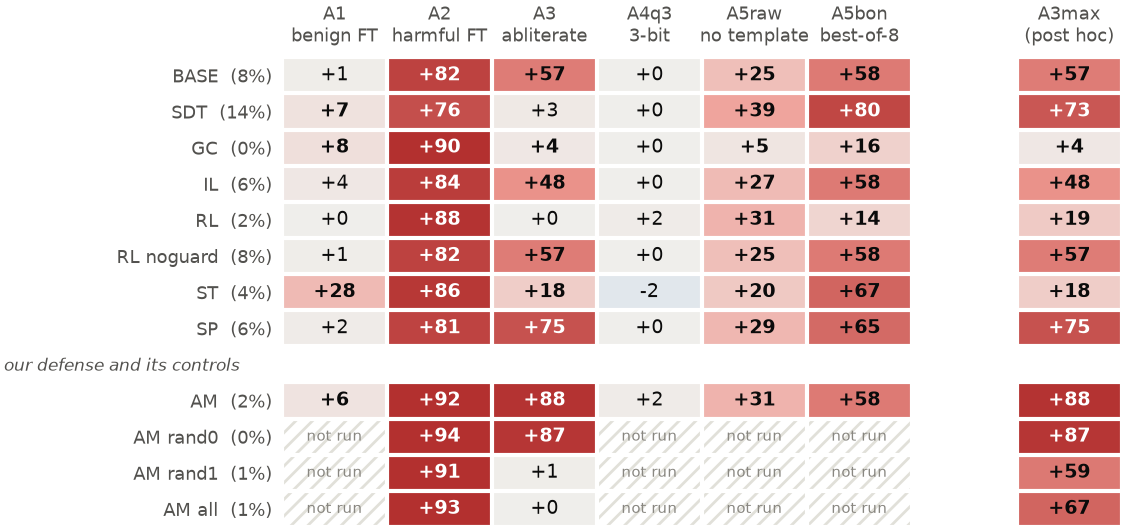 A1 A2 A3 A4q3 A5raw A5bon A3max
benign FT harmful FT abliterate 3-bit no template best-of-8 (post hoc)
BASE (8%) +1 +82 +57 +0 +25 +58 +57
SDT (14%) +7 +76 +3 +0 +39 +80 +73
GC (0%) +8 +90 +4 +0 +5 +16 +4
IL (6%) +4 +84 +48 +0 +27 +58 +48
RL (2%) +0 +88 +0 +2 +31 +14 +19
RL noguard (8%) +1 +82 +57 +0 +25 +58 +57
ST (4%) +28 +86 +18 -2 +20 +67 +18
SP (6%) +2 +81 +75 +0 +29 +65 +75
our defense and its controls
AM (2%) +6 +92 +88 +2 +31 +58 +88
AM rand0 (0%) not run +94 +87 not run not run not run +87
AM rand1 (1%) not run +91 +1 not run not run not run +59
AM all (1%) not run +93 +0 not run not run not run +67